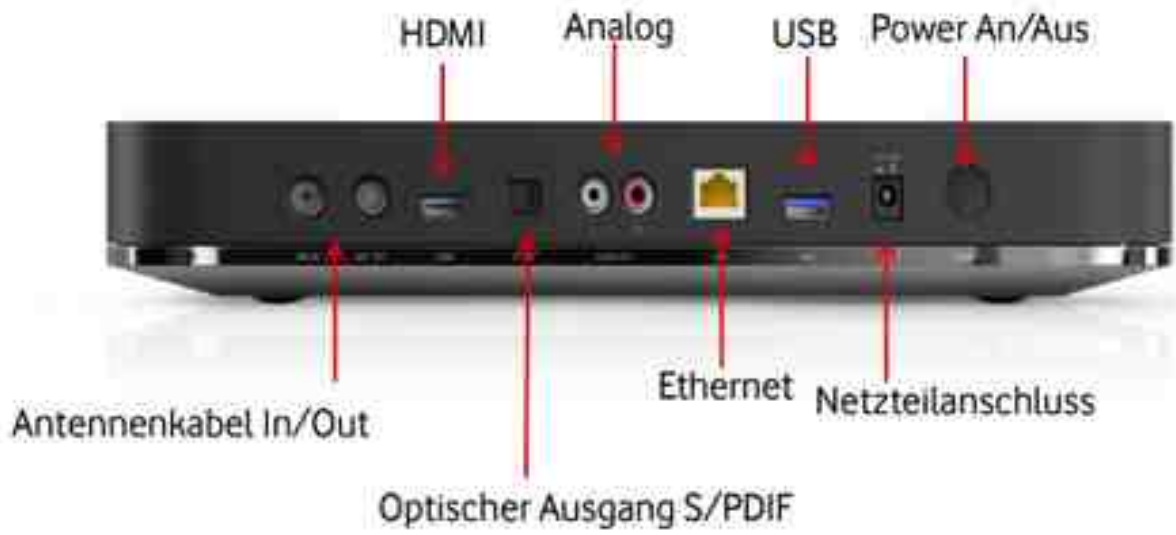 HDMI
Analog
USB
Power An/Aus
Ethernet
Netzteilanschluss
Antennenkabel In/Out
Optischer Ausgang S/PDIF